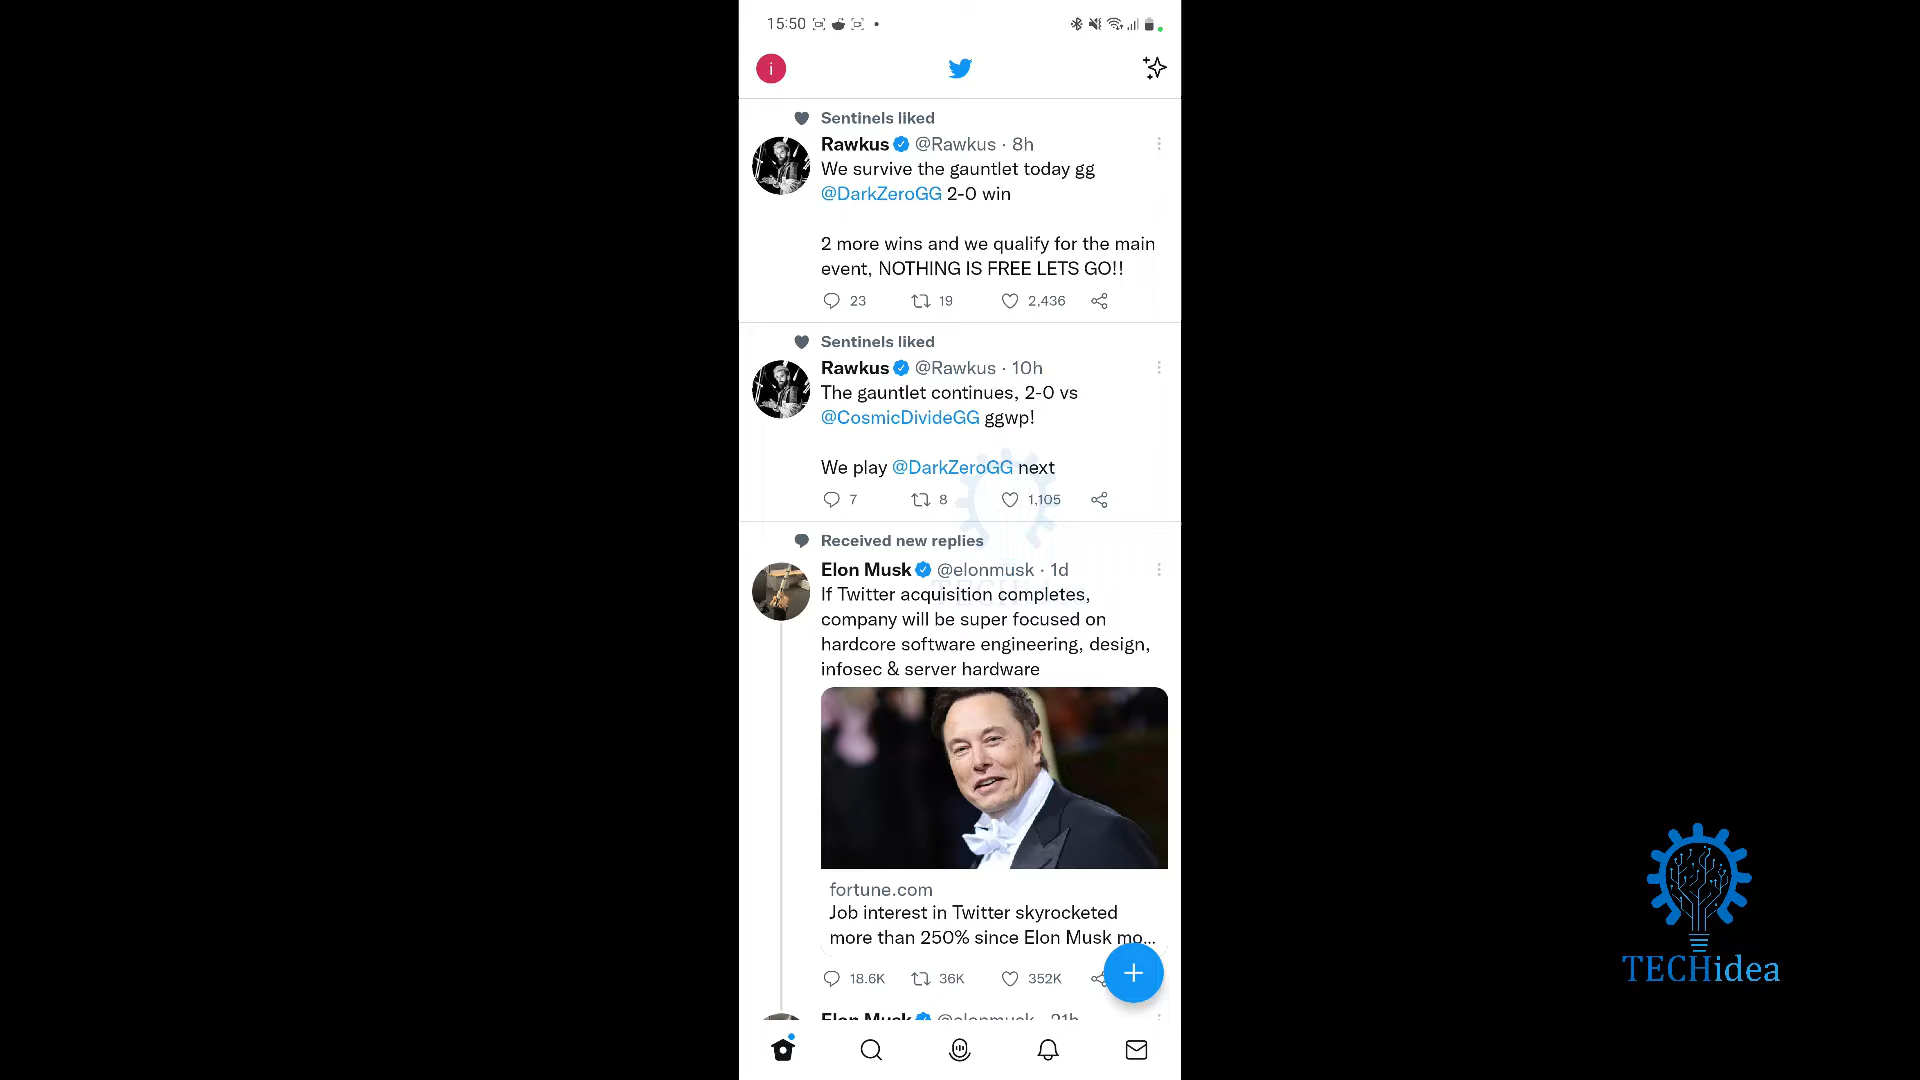 15:50
i
Sentinels liked
Rawkus @Rawkus · 8h
We survive the gauntlet today gg
@DarkZeroGG 2-0 win
2 more wins and we qualify for the main
event, NOTHING IS FREE LETS GO!!
23 19 2,436
Sentinels liked
Rawkus @Rawkus · 10h
The gauntlet continues, 2-0 vs
@CosmicDivideGG ggwp!
We play @DarkZeroGG next
7 8 1,105
Received new replies
Elon Musk @elonmusk · 1d
If Twitter acquisition completes,
company will be super focused on
hardcore software engineering, design,
infosec & server hardware
fortune.com
Job interest in Twitter skyrocketed
more than 250% since Elon Musk mo...
18.6K 36K 352K
Elon Musk @elonmusk · 21h
TECHidea